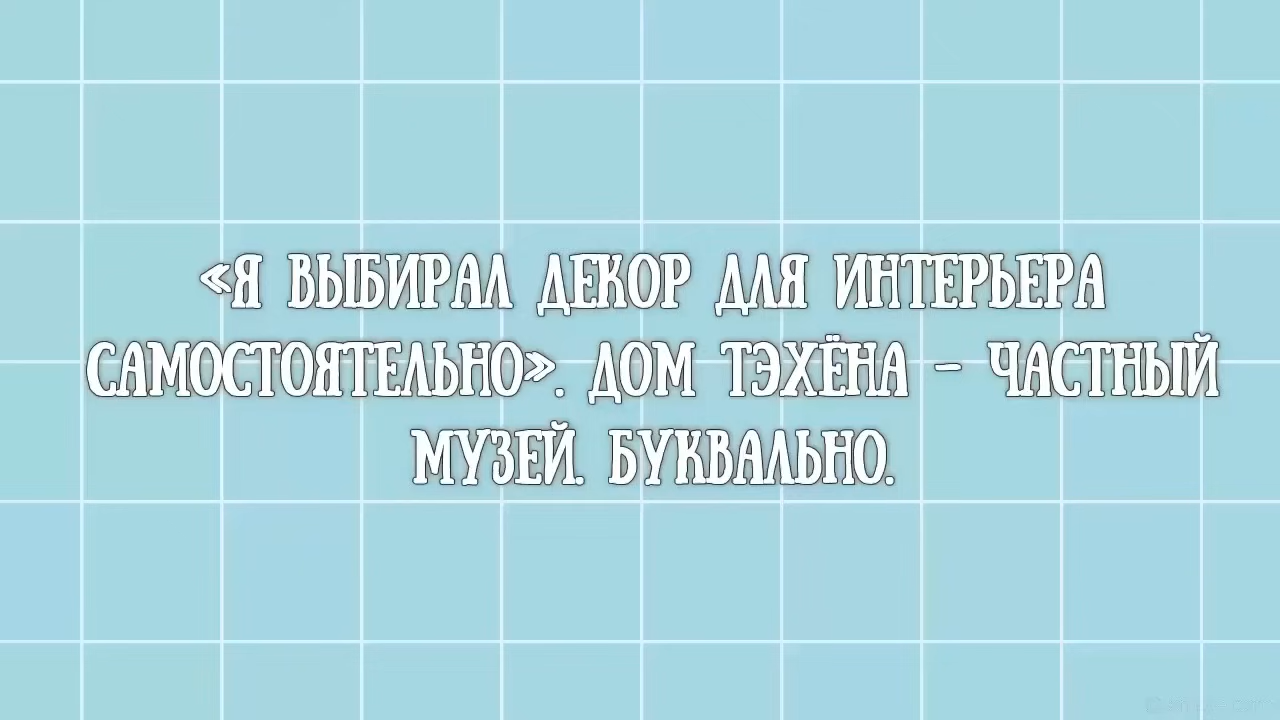 «Я ВЫБИРАЛ ДЕКОР ДЛЯ ИНТЕРЬЕРА
САМОСТОЯТЕЛЬНО». ДОМ ТЭХЁНА - ЧАСТНЫЙ
МУЗЕЙ. БУКВАЛЬНО.